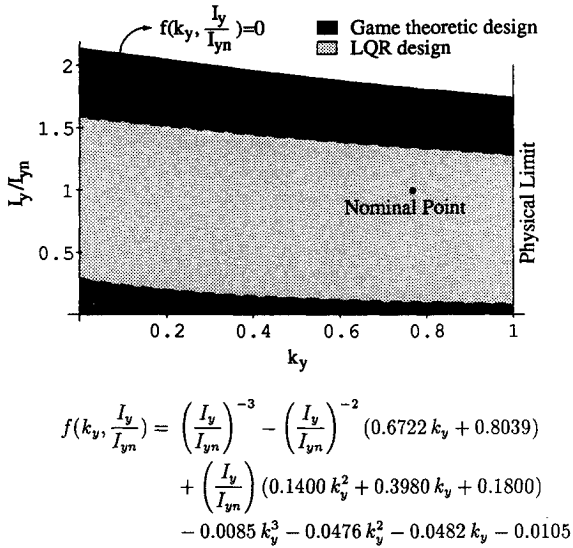 f(k_y, I_y/I_yn)=0
Game theoretic design
LQR design
2
1.5
1
0.5
I_y/I_yn
Nominal Point
Physical Limit
0.2 0.4 0.6 0.8 1
k_y
f(k_y, I_y/I_yn) = (I_y/I_yn)^{-3} − (I_y/I_yn)^{-2} (0.6722 k_y + 0.8039)
+ (I_y/I_yn) (0.1400 k_y^2 + 0.3980 k_y + 0.1800)
− 0.0085 k_y^3 − 0.0476 k_y^2 − 0.0482 k_y − 0.0105